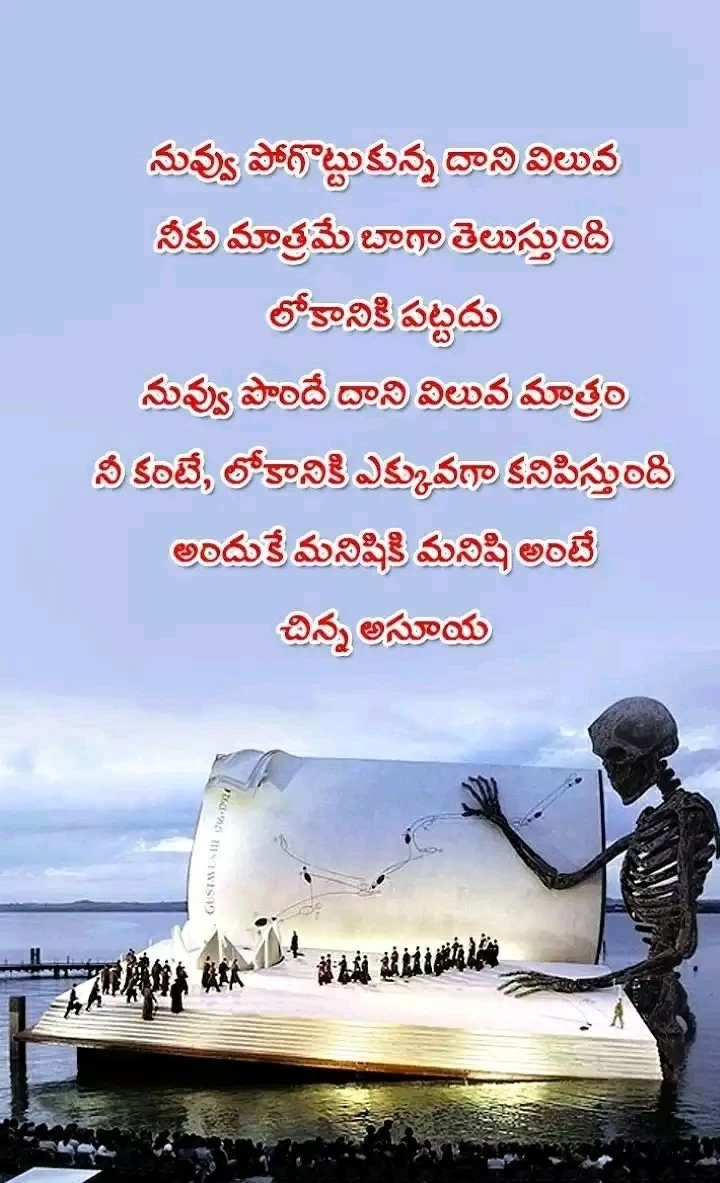 నువ్వు పోగొట్టుకున్న దాని విలువ
నీకు మాత్రమే బాగా తెలుస్తుంది
లోకానికి పట్టదు
నువ్వు పొందే దాని విలువ మాత్రం
నీ కంటే, లోకానికి ఎక్కువగా కనిపిస్తుంది
అందుకే మనిషికి మనిషి అంటే
చిన్న అసూయ